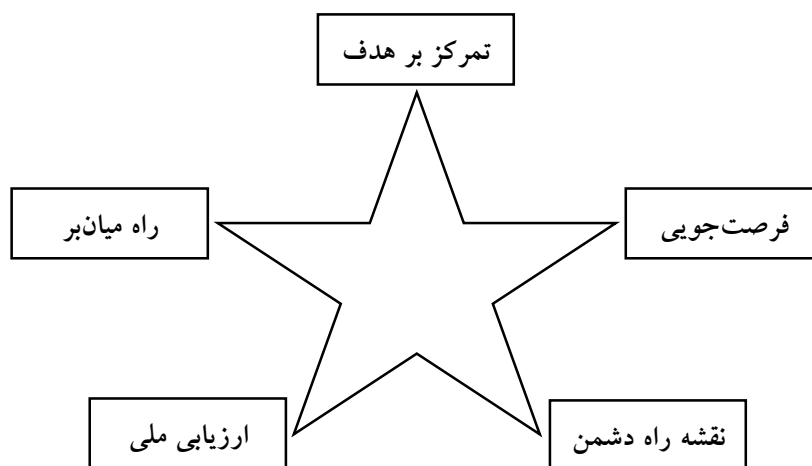 تمرکز بر هدف
فرصت‌جویی
راه میان‌بر
نقشه راه دشمن
ارزیابی ملی